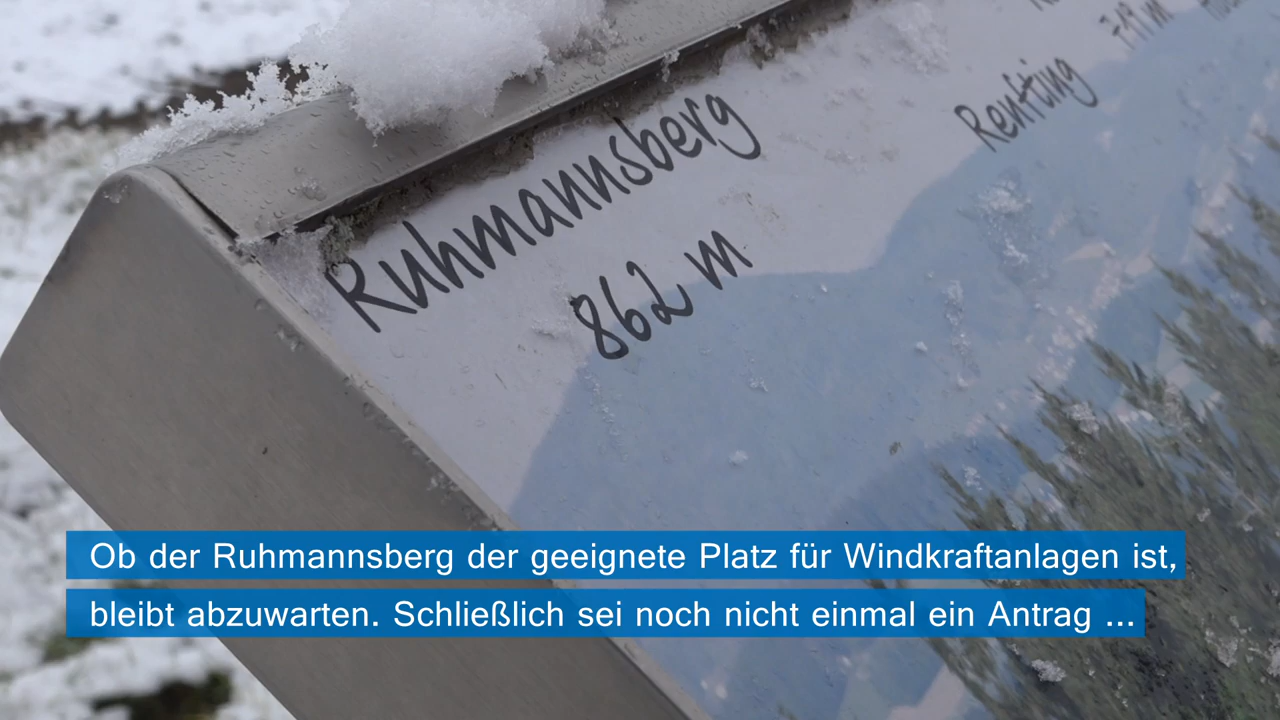 Ruhmannsberg
862 m
Renfting
Ob der Ruhmannsberg der geeignete Platz für Windkraftanlagen ist,
bleibt abzuwarten. Schließlich sei noch nicht einmal ein Antrag ...